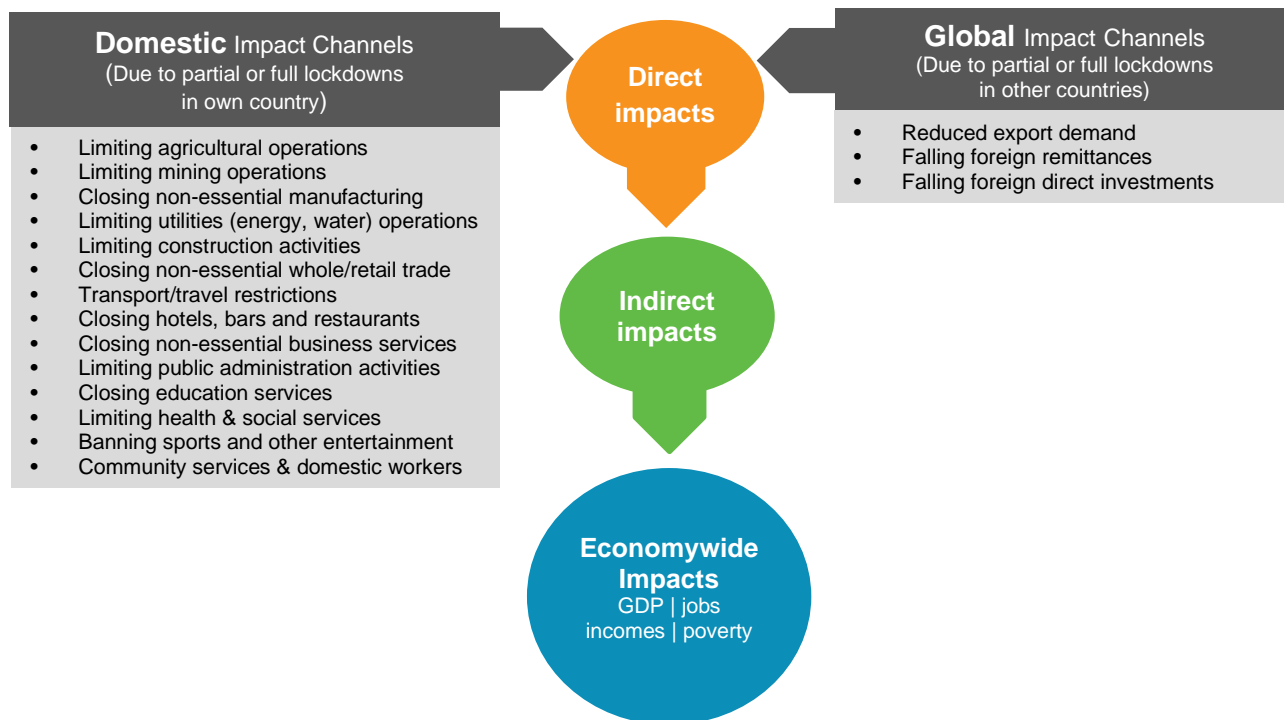 Domestic Impact Channels
(Due to partial or full lockdowns
in own country)
• Limiting agricultural operations
• Limiting mining operations
• Closing non-essential manufacturing
• Limiting utilities (energy, water) operations
• Limiting construction activities
• Closing non-essential whole/retail trade
• Transport/travel restrictions
• Closing hotels, bars and restaurants
• Closing non-essential business services
• Limiting public administration activities
• Closing education services
• Limiting health & social services
• Banning sports and other entertainment
• Community services & domestic workers
Direct
impacts
Indirect
impacts
Economywide
Impacts
GDP | jobs
incomes | poverty
Global Impact Channels
(Due to partial or full lockdowns
in other countries)
• Reduced export demand
• Falling foreign remittances
• Falling foreign direct investments